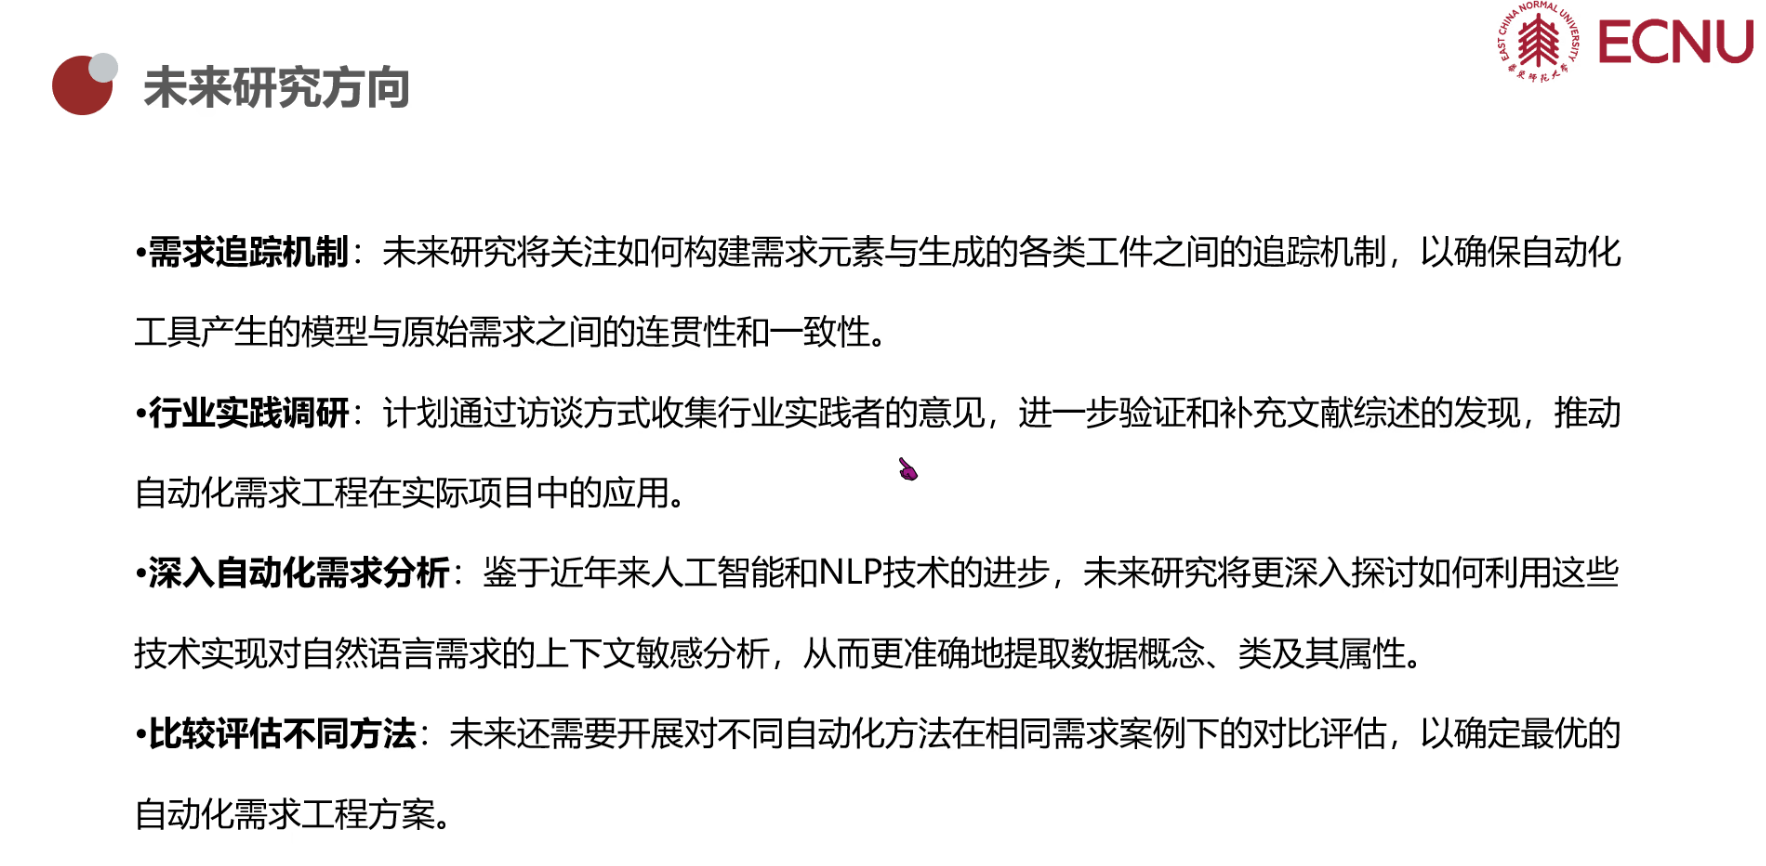 EAST CHINA NORMAL UNIVERSITY
华东师范大学
ECNU
未来研究方向
•需求追踪机制：未来研究将关注如何构建需求元素与生成的各类工件之间的追踪机制，以确保自动化
工具产生的模型与原始需求之间的连贯性和一致性。
•行业实践调研：计划通过访谈方式收集行业实践者的意见，进一步验证和补充文献综述的发现，推动
自动化需求工程在实际项目中的应用。
•深入自动化需求分析：鉴于近年来人工智能和NLP技术的进步，未来研究将更深入探讨如何利用这些
技术实现对自然语言需求的上下文敏感分析，从而更准确地提取数据概念、类及其属性。
•比较评估不同方法：未来还需要开展对不同自动化方法在相同需求案例下的对比评估，以确定最优的
自动化需求工程方案。